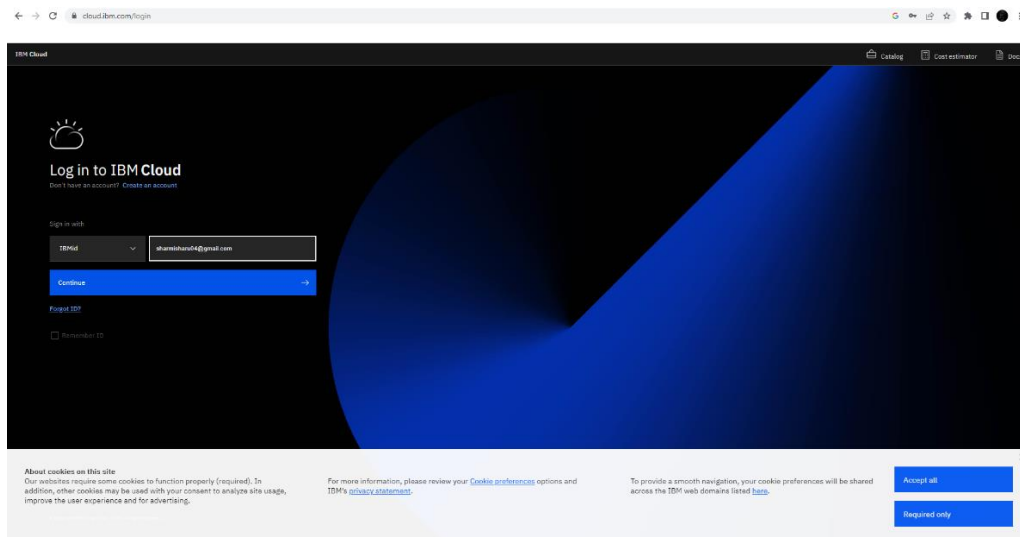 cloud.ibm.com/login
IBM Cloud
Catalog
Cost estimator
Doc
Log in to IBM Cloud
Don't have an account? Create an account
Sign in with
IBMid
sharmishars04@gmail.com
Continue
Forgot ID?
Remember ID
About cookies on this site
Our websites require some cookies to function properly (required). In
addition, other cookies may be used with your consent to analyze site usage,
improve the user experience and for advertising.
For more information, please review your Cookie preferences options and
IBM's privacy statement.
To provide a smooth navigation, your cookie preferences will be shared
across the IBM web domains listed here.
Accept all
Required only